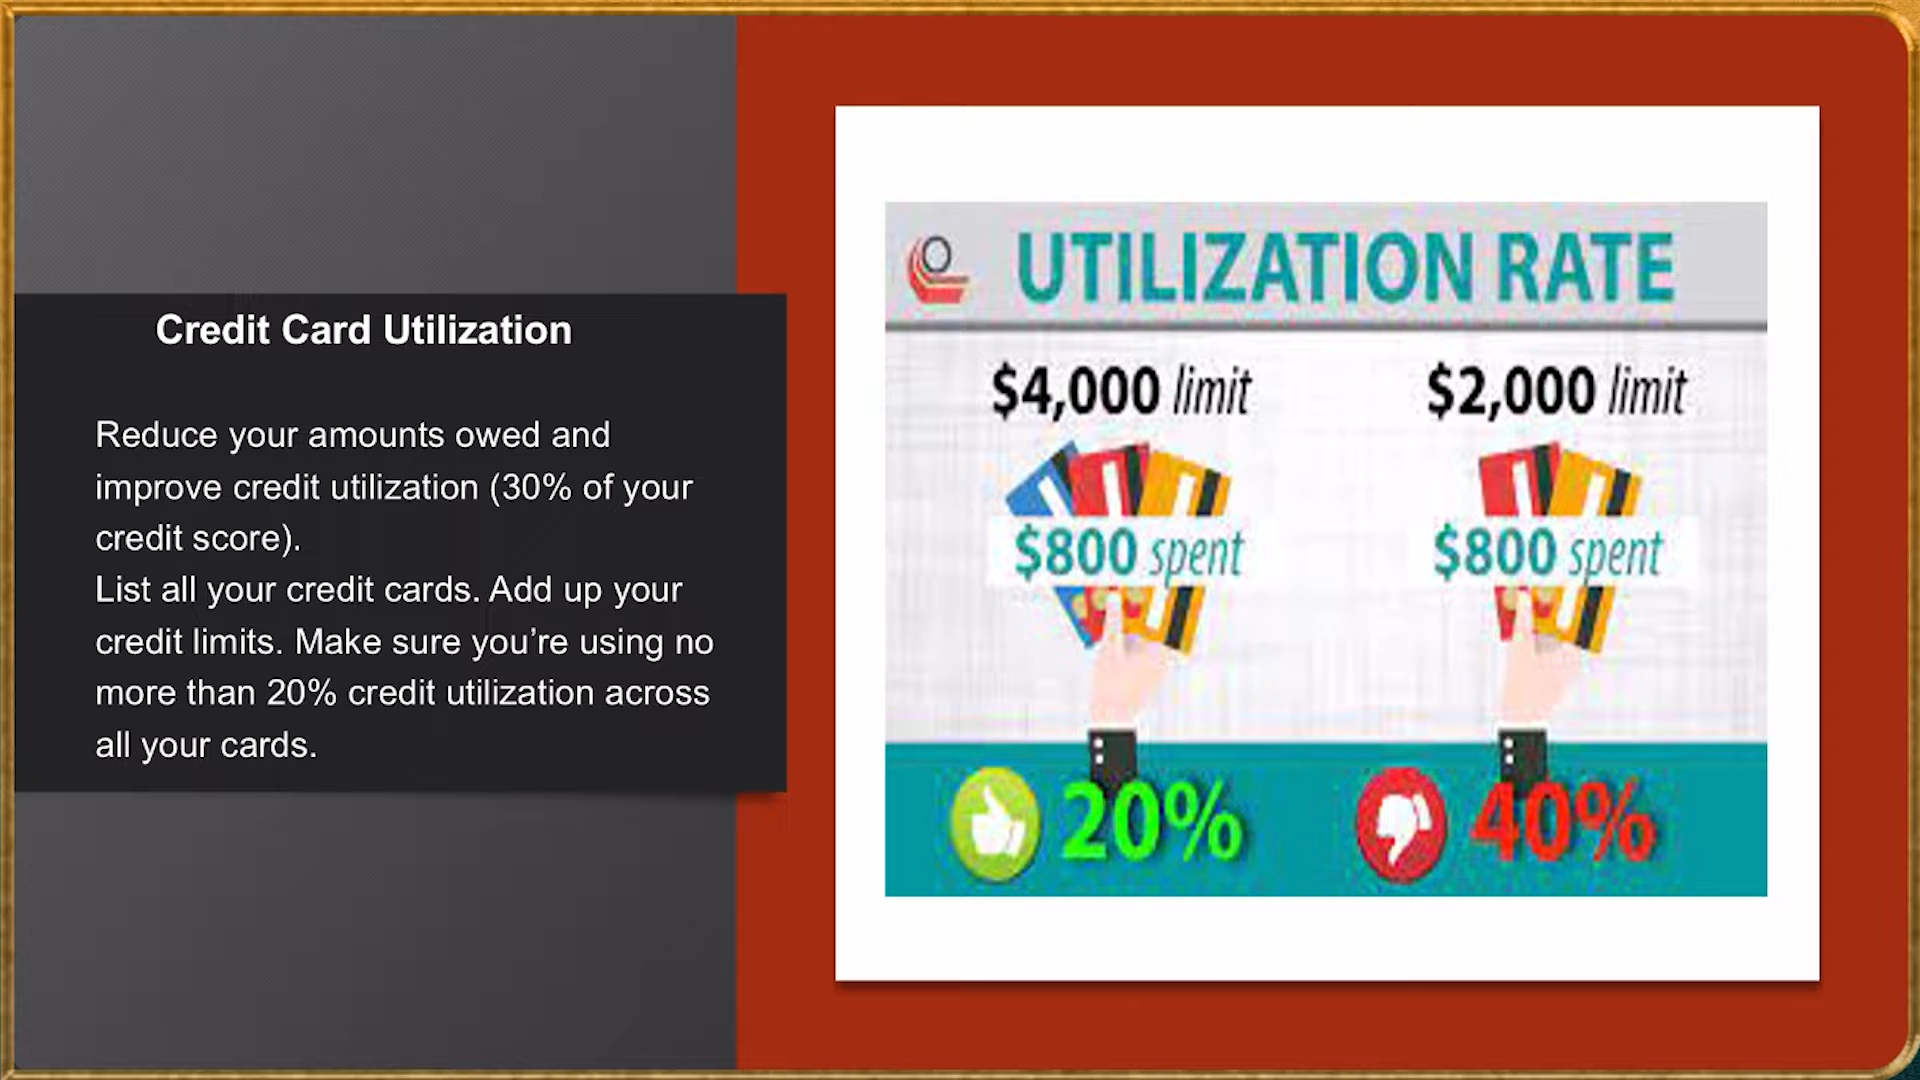 Credit Card Utilization
Reduce your amounts owed and
improve credit utilization (30% of your
credit score).
List all your credit cards. Add up your
credit limits. Make sure you’re using no
more than 20% credit utilization across
all your cards.
UTILIZATION RATE
$4,000 limit
$800 spent
20%
$2,000 limit
$800 spent
40%